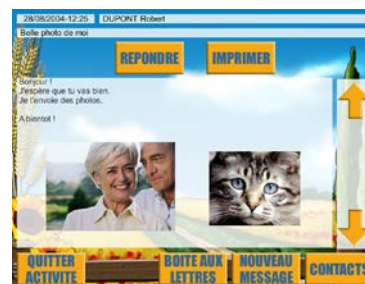 28/08/2004-12:25 DUPONT Robert
Belle photo de moi
REPONDRE IMPRIMER
Bonjour !
J'espère que tu vas bien.
Je t'envoie des photos.
A bientot !
QUITTER ACTIVITE
BOITE AUX LETTRES
NOUVEAU MESSAGE
CONTACTS